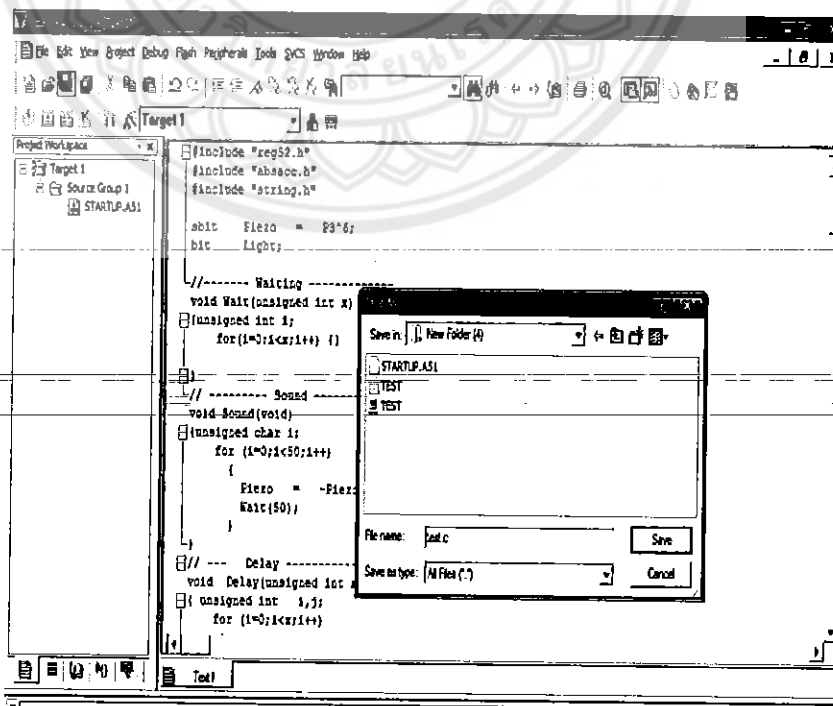 File Edit View Project Debug Flash Peripherals Tools SVCS Window Help
Target 1
Project Workspace
Target 1
Source Group 1
STARTUP.A51
#include "reg52.h"
#include "absacc.h"
#include "string.h"
sbit Piezo = P3^6;
bit Light;
//------- Waiting --------------
void Wait(unsigned int x)
{unsigned int i;
for(i=0;i<x;i++) {}
}
// --------- Sound -------
void Sound(void)
{unsigned char i;
for (i=0;i<50;i++)
{
Piezo = ~Piezo
Wait(50);
}
}
// --- Delay -----------
void Delay(unsigned int
{ unsigned int i,j;
for (i=0;i<x;i++)
Save in: New Folder (4)
STARTUP.A51
TEST
TEST
File name: test.c
Save
Save as type: All Files (*.*)
Cancel
Text1